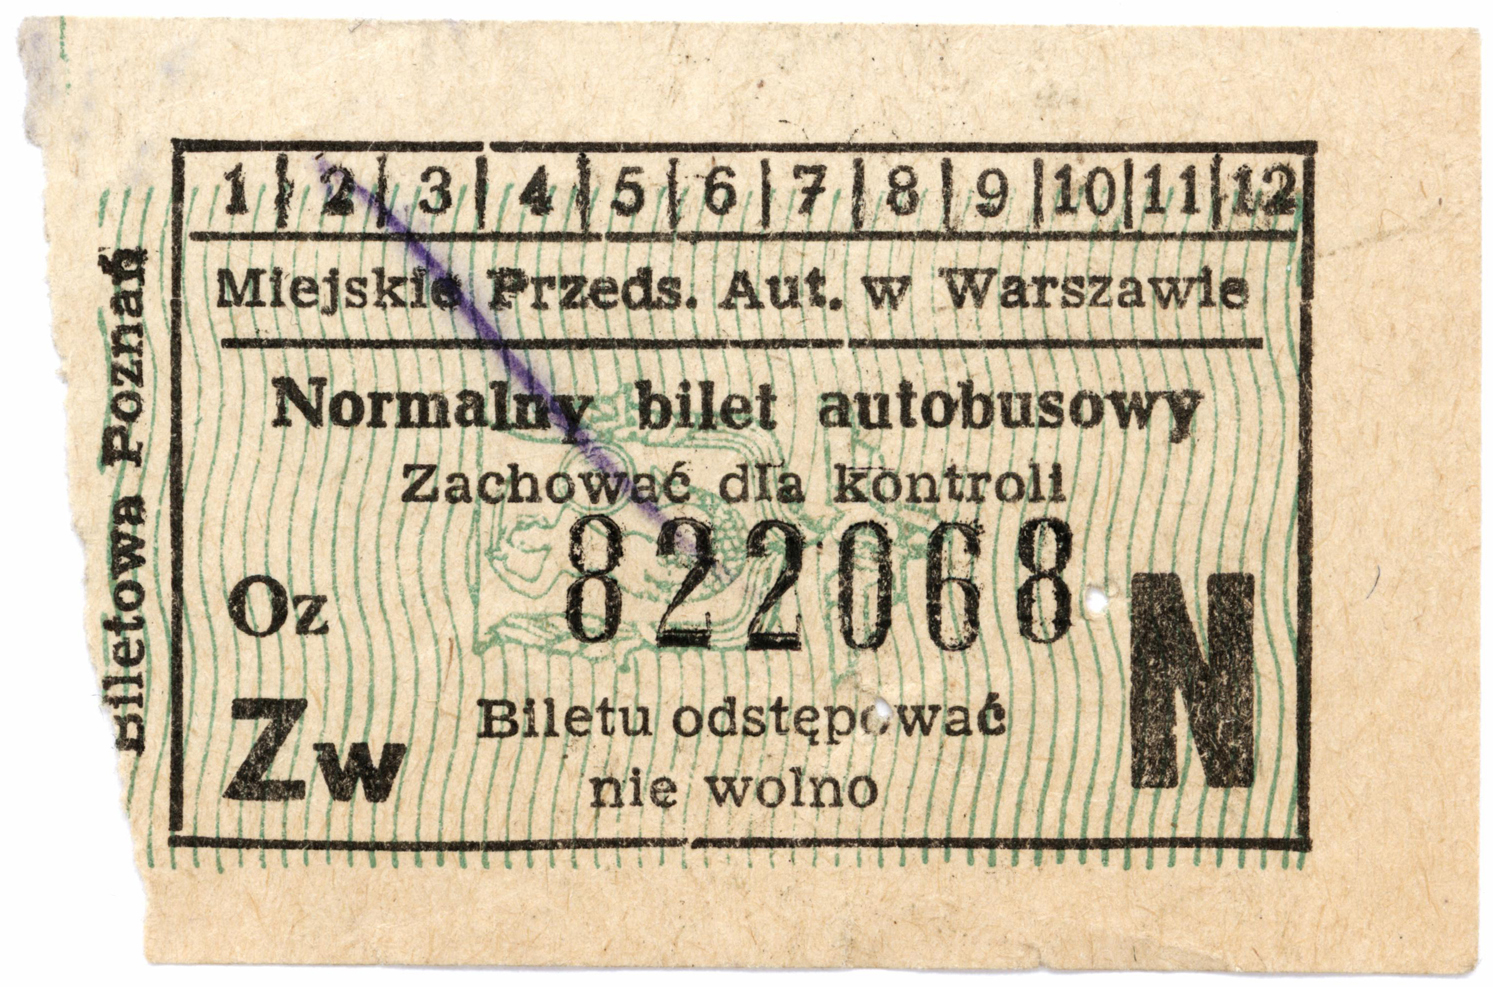 1 | 2 | 3 | 4 | 5 | 6 | 7 | 8 | 9 | 10 | 11 | 12
Miejskie Przeds. Aut. w Warszawie
Normalny bilet autobusowy
Zachować dla kontroli
822068
Oz
N
Zw
Biletu odstępować
nie wolno
Biletowa Poznań